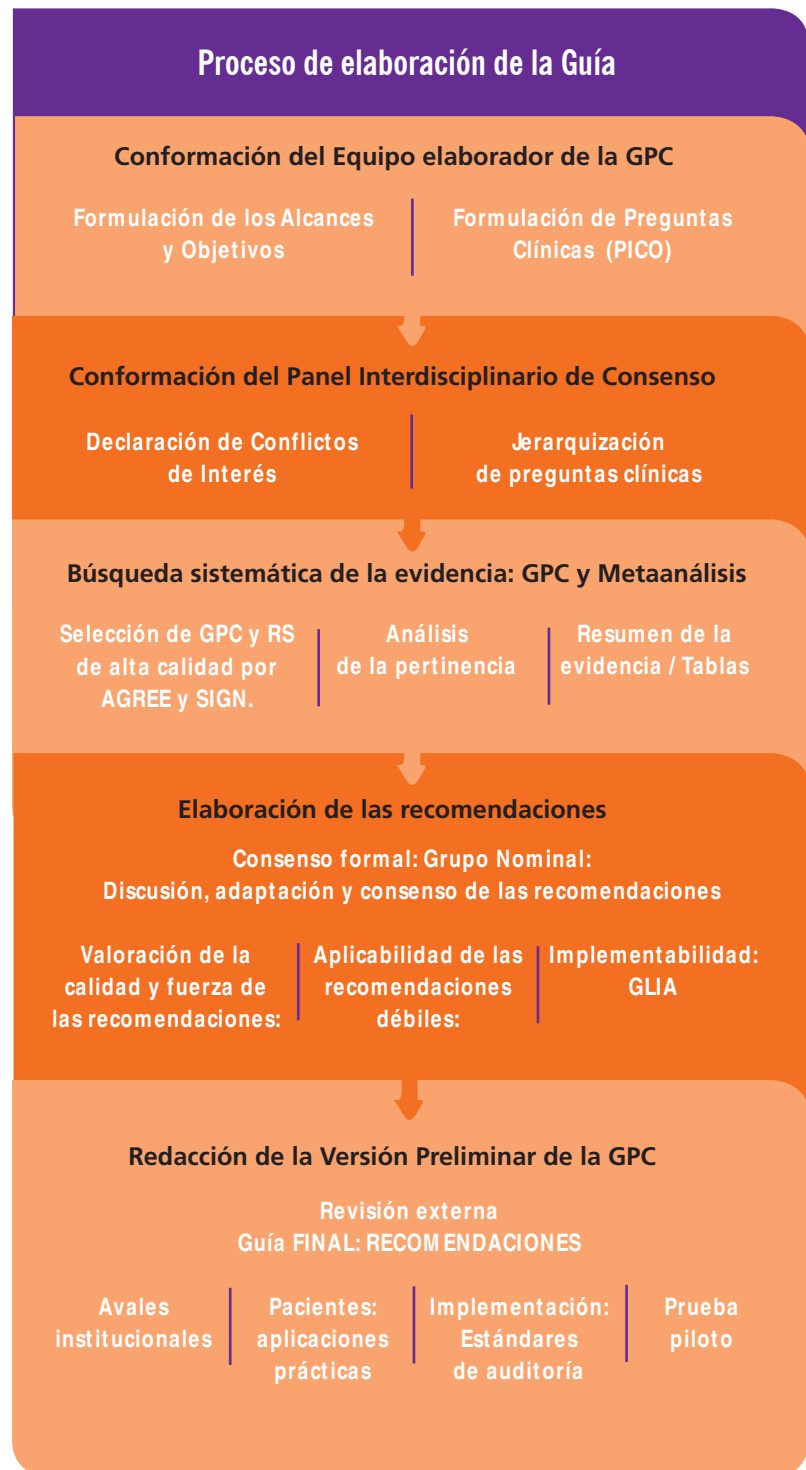 Proceso de elaboración de la Guía
Conformación del Equipo elaborador de la GPC
Formulación de los Alcances
y Objetivos
Formulación de Preguntas
Clínicas (PICO)
Conformación del Panel Interdisciplinario de Consenso
Declaración de Conflictos
de Interés
Jerarquización
de preguntas clínicas
Búsqueda sistemática de la evidencia: GPC y Metaanálisis
Selección de GPC y RS
de alta calidad por
AGREE y SIGN.
Análisis
de la pertinencia
Resumen de la
evidencia / Tablas
Elaboración de las recomendaciones
Consenso formal: Grupo Nominal:
Discusión, adaptación y consenso de las recomendaciones
Valoración de la
calidad y fuerza de
las recomendaciones:
Aplicabilidad de las
recomendaciones
débiles:
Implementabilidad:
GLIA
Redacción de la Versión Preliminar de la GPC
Revisión externa
Guía FINAL: RECOMENDACIONES
Avales
institucionales
Pacientes:
aplicaciones
prácticas
Implementación:
Estándares
de auditoría
Prueba
piloto